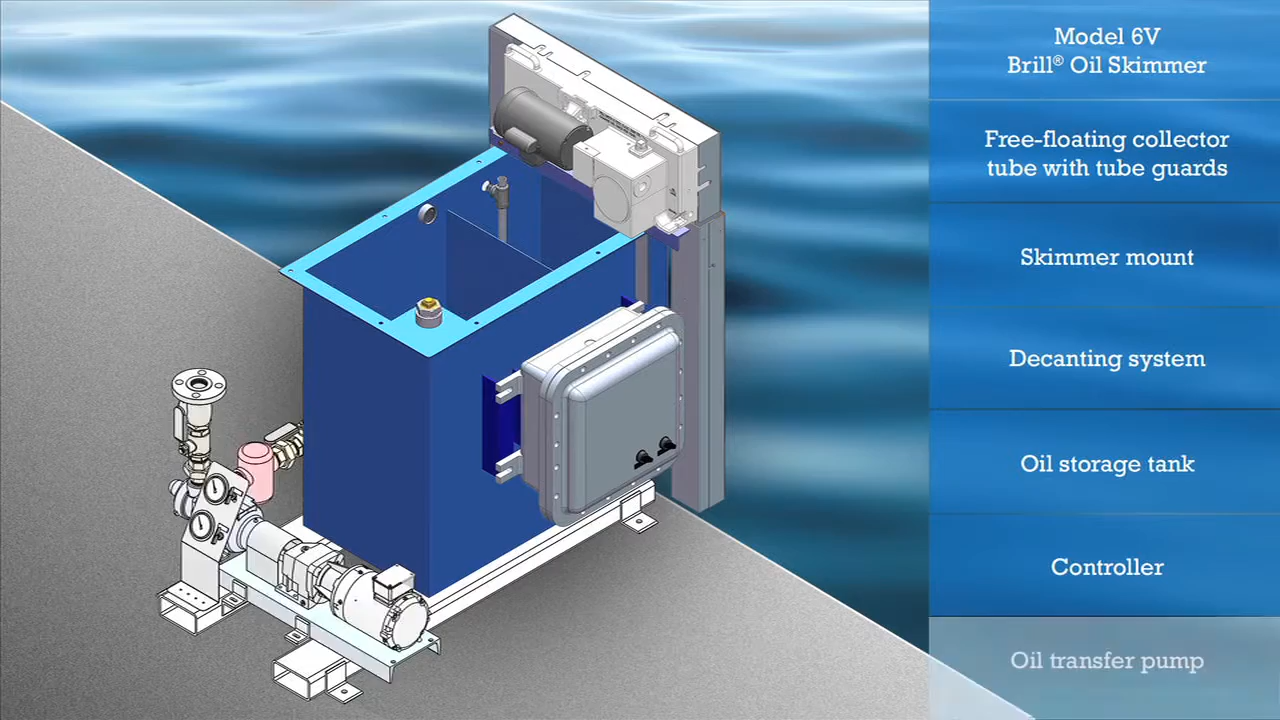 Model 6V
Brill® Oil Skimmer
Free-floating collector
tube with tube guards
Skimmer mount
Decanting system
Oil storage tank
Controller
Oil transfer pump